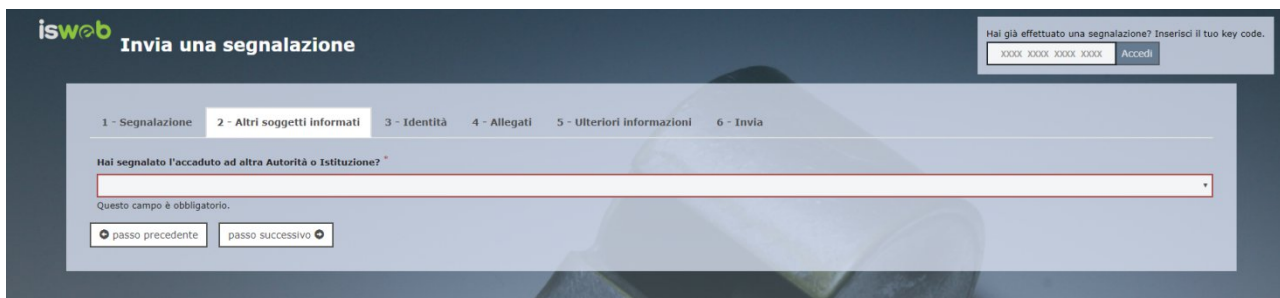 isweb
Invia una segnalazione
Hai già effettuato una segnalazione? Inserisci il tuo key code.
XXXX XXXX XXXX XXXX Accedi
1 - Segnalazione 2 - Altri soggetti informati 3 - Identità 4 - Allegati 5 - Ulteriori informazioni 6 - Invia
Hai segnalato l'accaduto ad altra Autorità o Istituzione? *
Questo campo è obbligatorio.
passo precedente passo successivo